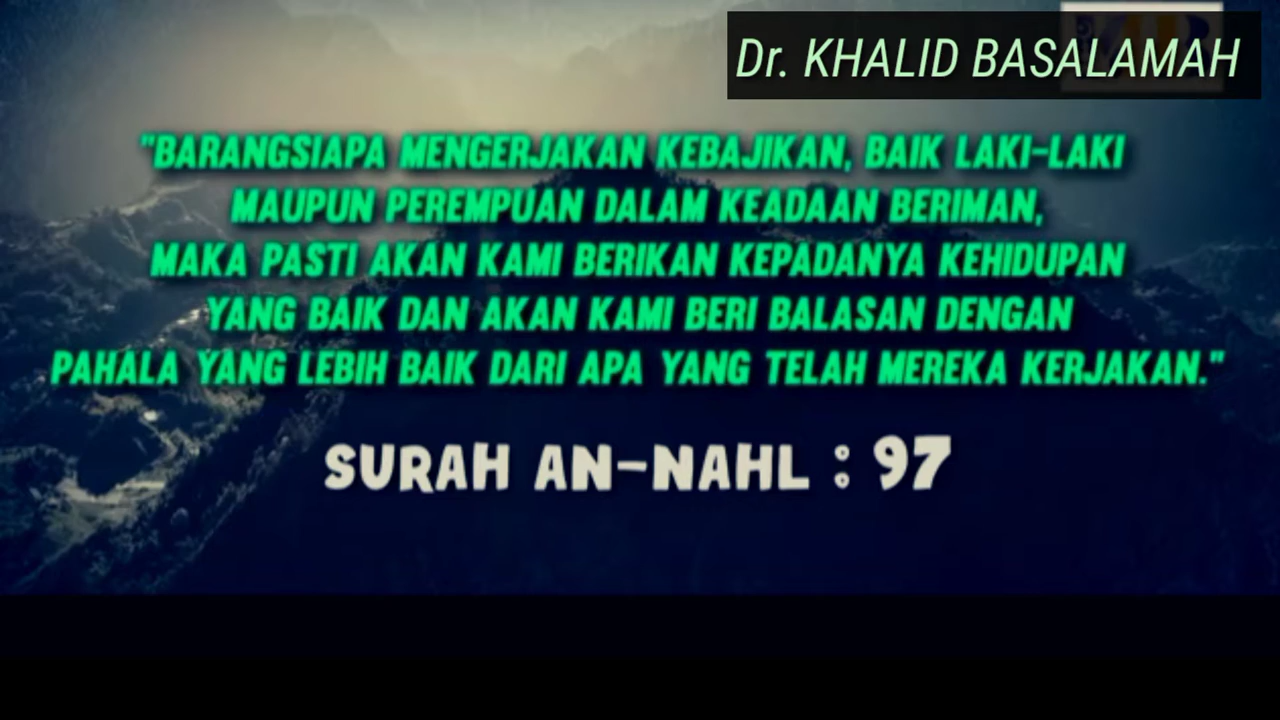 Dr. KHALID BASALAMAH
"BARANGSIAPA MENGERJAKAN KEBAJIKAN, BAIK LAKI-LAKI
MAUPUN PEREMPUAN DALAM KEADAAN BERIMAN,
MAKA PASTI AKAN KAMI BERIKAN KEPADANYA KEHIDUPAN
YANG BAIK DAN AKAN KAMI BERI BALASAN DENGAN
PAHALA YANG LEBIH BAIK DARI APA YANG TELAH MEREKA KERJAKAN."
SURAH AN-NAHL : 97